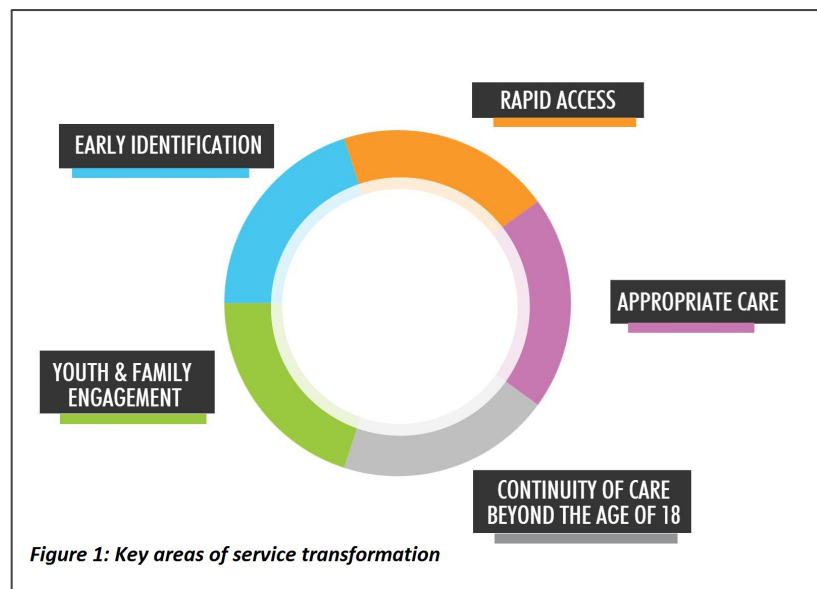 RAPID ACCESS
EARLY IDENTIFICATION
APPROPRIATE CARE
YOUTH & FAMILY
ENGAGEMENT
CONTINUITY OF CARE
BEYOND THE AGE OF 18
Figure 1: Key areas of service transformation